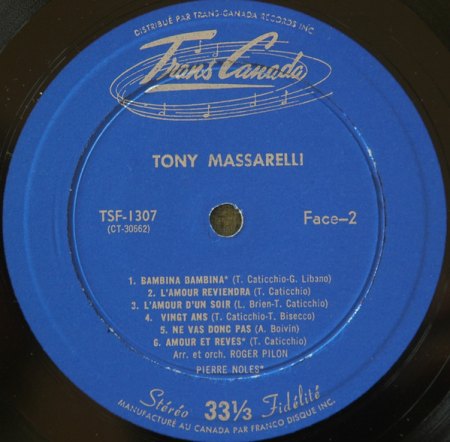 DISTRIBUÉ PAR TRANS-CANADA RECORDS INC.
Trans Canada
TONY MASSARELLI
TSF-1307 Face-2
(CT-30662)
1. BAMBINA BAMBINA* (T. Caticchio-G. Libano)
2. L'AMOUR REVIENDRA (T. Caticchio)
3. L'AMOUR D'UN SOIR (L. Brien-T. Caticchio)
4. VINGT ANS (T. Caticchio-T. Bisecco)
5. NE VAS DONC PAS (A. Boivin)
6. AMOUR ET REVES* (T. Caticchio)
Arr. et orch. ROGER PILON
PIERRE NOLES*
Stéréo 33⅓ Fidélité
MANUFACTURÉ AU CANADA PAR FRANCO DISQUE INC.